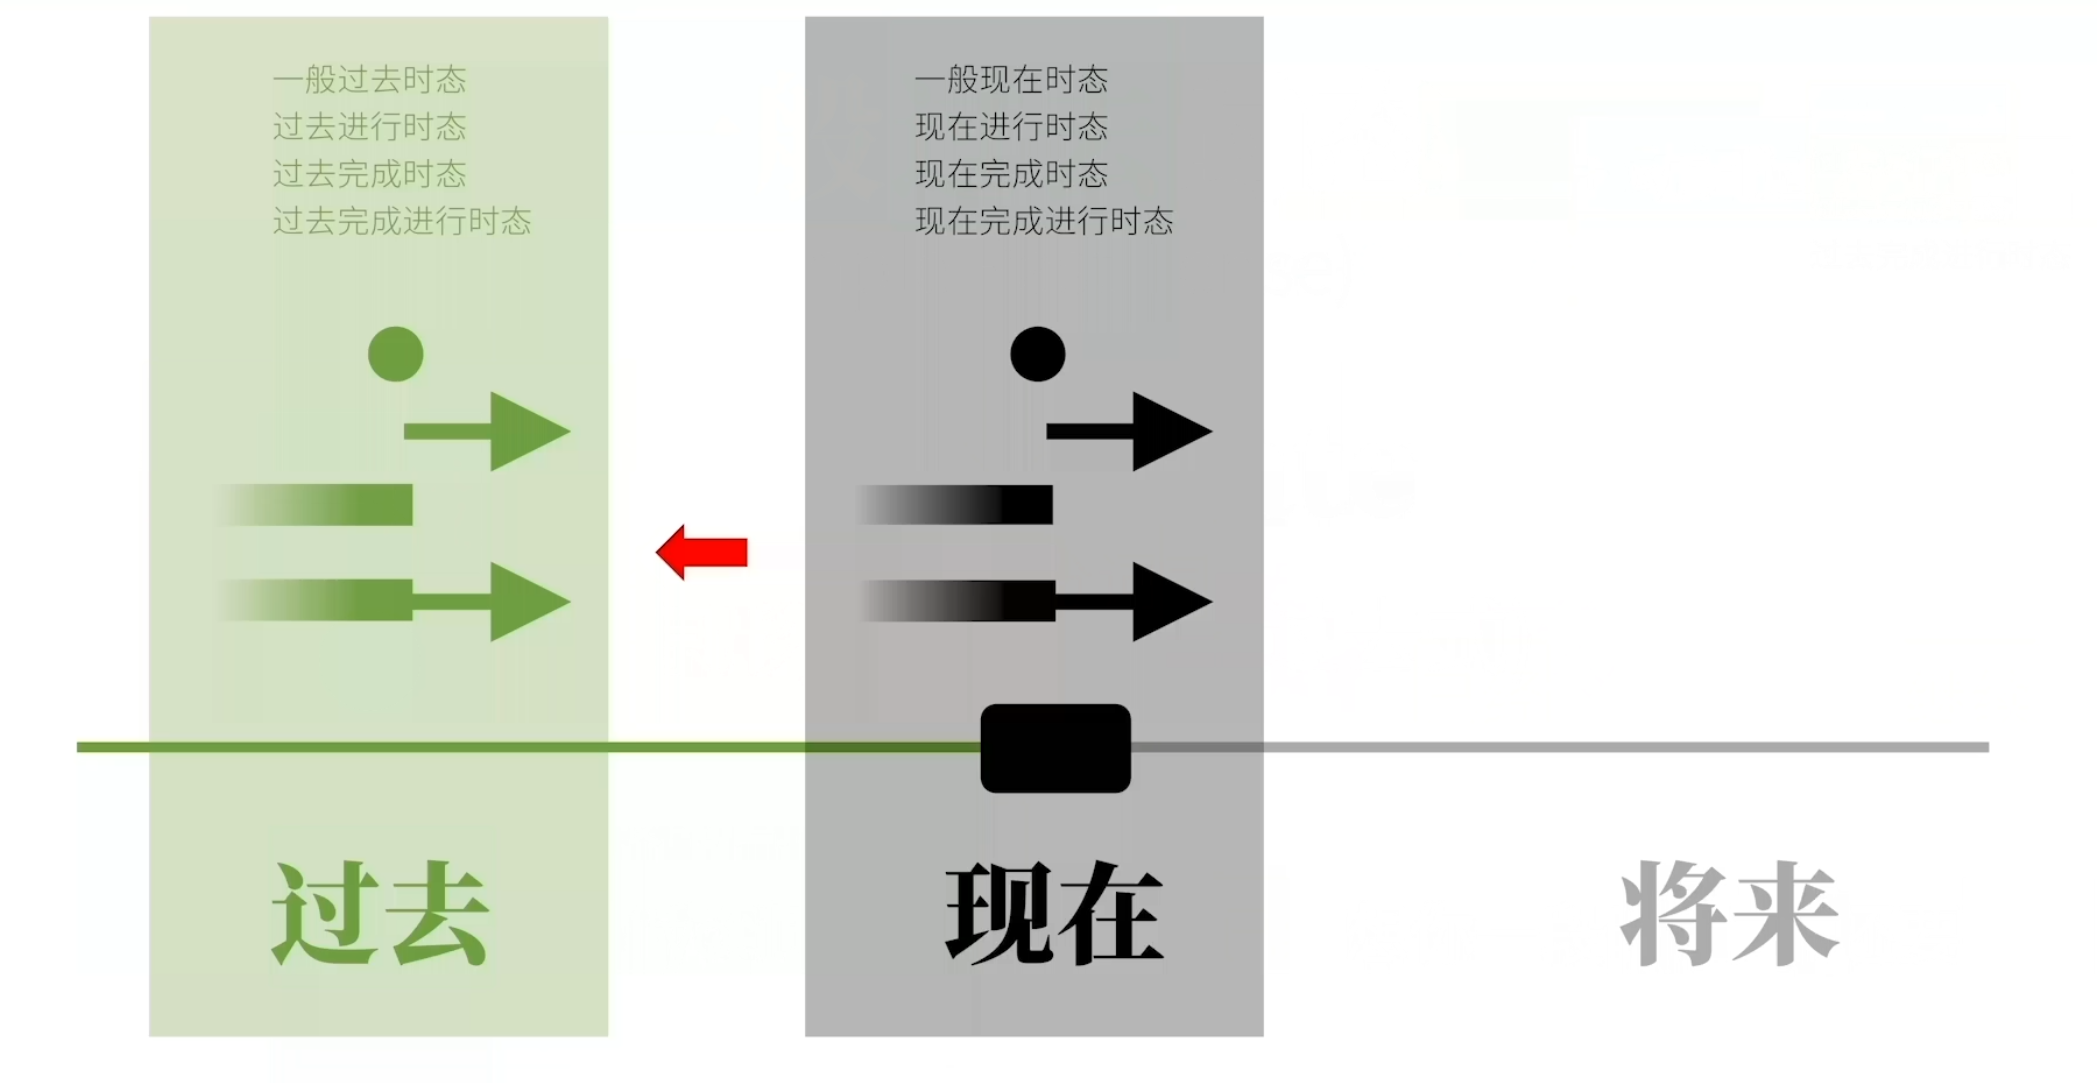 一般过去时态
过去进行时态
过去完成时态
过去完成进行时态
一般现在时态
现在进行时态
现在完成时态
现在完成进行时态
过去
现在
将来